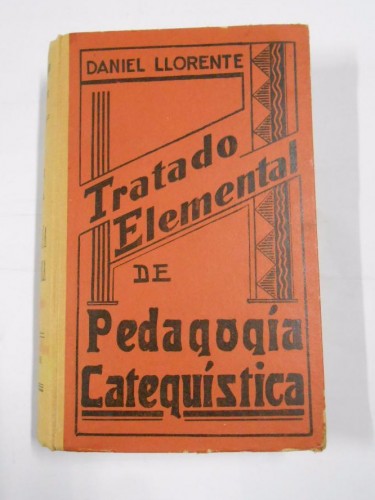 DANIEL LLORENTE
Tratado
Elemental
DE
Pedagogía
Catequística